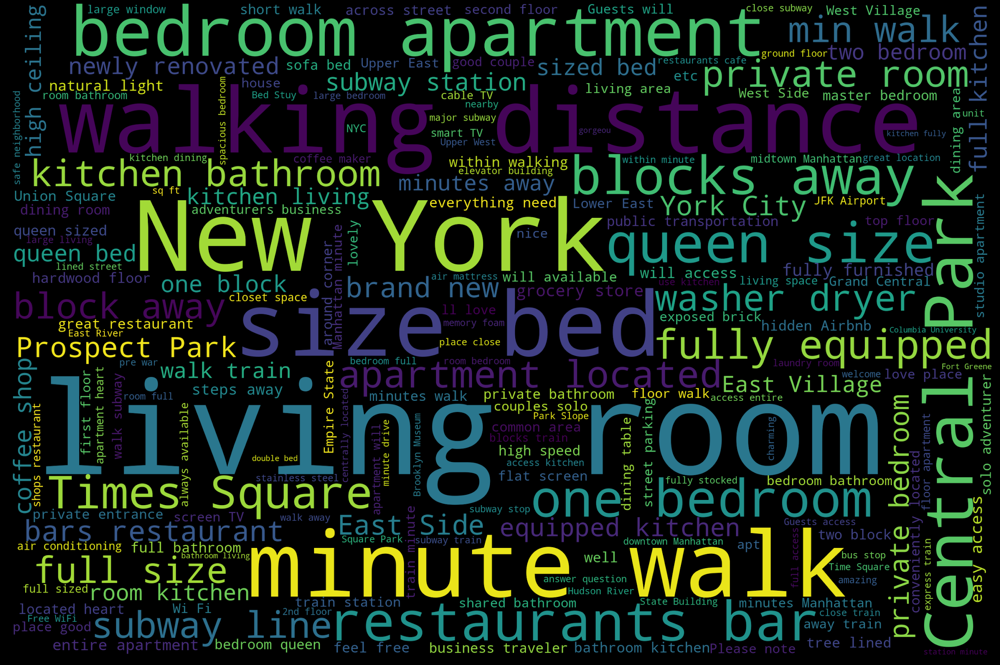 large window
short walk
across street
second floor
Guests will
close subway
West Village
bedroom apartment
min walk
high ceiling
full kitchen
newly renovated
sofa bed
Upper East
good couple
sized bed
restaurants cafe
ground floor
two bedroom
natural light
house
subway station
etc
private room
room bathroom
Bed Stuy
large bedroom
cable TV
living area
West Side
master bedroom
safe neighborhood
spacious bedroom
walking distance
nearby
major subway
NYC
smart TV
gorgeou
Upper West
kitchen fully
unit
dining area
kitchen dining
coffee maker
within walking
within minute
midtown Manhattan
great location
kitchen bathroom
elevator building
blocks away
minutes away
sq ft
Union Square
kitchen living
everything need
Lower East
York City
JFK Airport
Central Park
dining room
adventurers business
New York
public transportation
top floor
studio apartment
queen sized
large living
lovely
nice
queen size
queen bed
around corner
Manhattan minute
lined street
hardwood floor
one block
brand new
air mattress
will available
will access
fully furnished
use kitchen
living space
Grand Central
block away
closet space
size bed
grocery store
washer dryer
ll love
exposed brick
great restaurant
memory foam
hidden Airbnb
Columbia University
East River
Prospect Park
place close
fully equipped
coffee shop
pre war
walk train
bedroom full
room bedroom
apartment located
laundry room
Fort Greene
first floor
apartment heart
walk subway
steps away
Empire State
welcome
love place
East Village
solo adventurer
room full
minutes walk
private bathroom
floor walk
access entire
private bedroom
shops restaurant
always available
living room
centrally located
couples solo
Park Slope
street parking
minute drive
Brooklyn Museum
common area
blocks train
dining table
charming
floor apartment
conveniently located
double bed
apartment will
high speed
access kitchen
flat screen
Times Square
stainless steel
fully stocked
bedroom bathroom
one bedroom
private entrance
screen TV
walk away
subway stop
easy access
bars restaurant
East Side
equipped kitchen
Guests access
train minute
two block
air conditioning
full bathroom
Square Park
subway train
downtown Manhattan
apt
full access
express train
bathroom living
minute walk
well
bus stop
full size
Time Square
answer question
amazing
full sized
room kitchen
Hudson River
located heart
Wi Fi
train station
shared bathroom
State Building
minutes Manhattan
Free WiFi
2nd floor
close train
place good
subway line
restaurants bar
away train
entire apartment
bedroom queen
feel free
business traveler
bathroom kitchen
Please note
tree lined
station minute